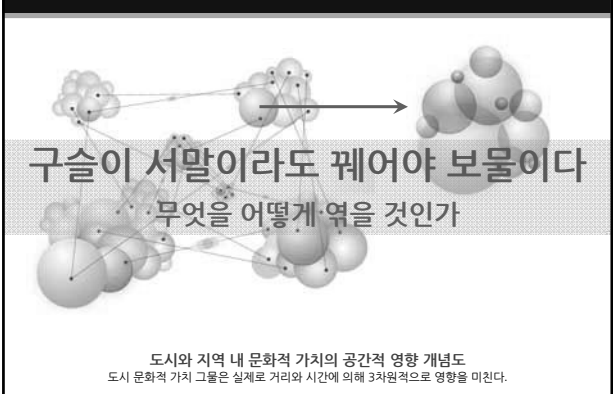 구슬이 서말이라도 꿰어야 보물이다
무엇을 어떻게 엮을 것인가
도시와 지역 내 문화적 가치의 공간적 영향 개념도
도시 문화적 가치 그물은 실제로 거리와 시간에 의해 3차원적으로 영향을 미친다.